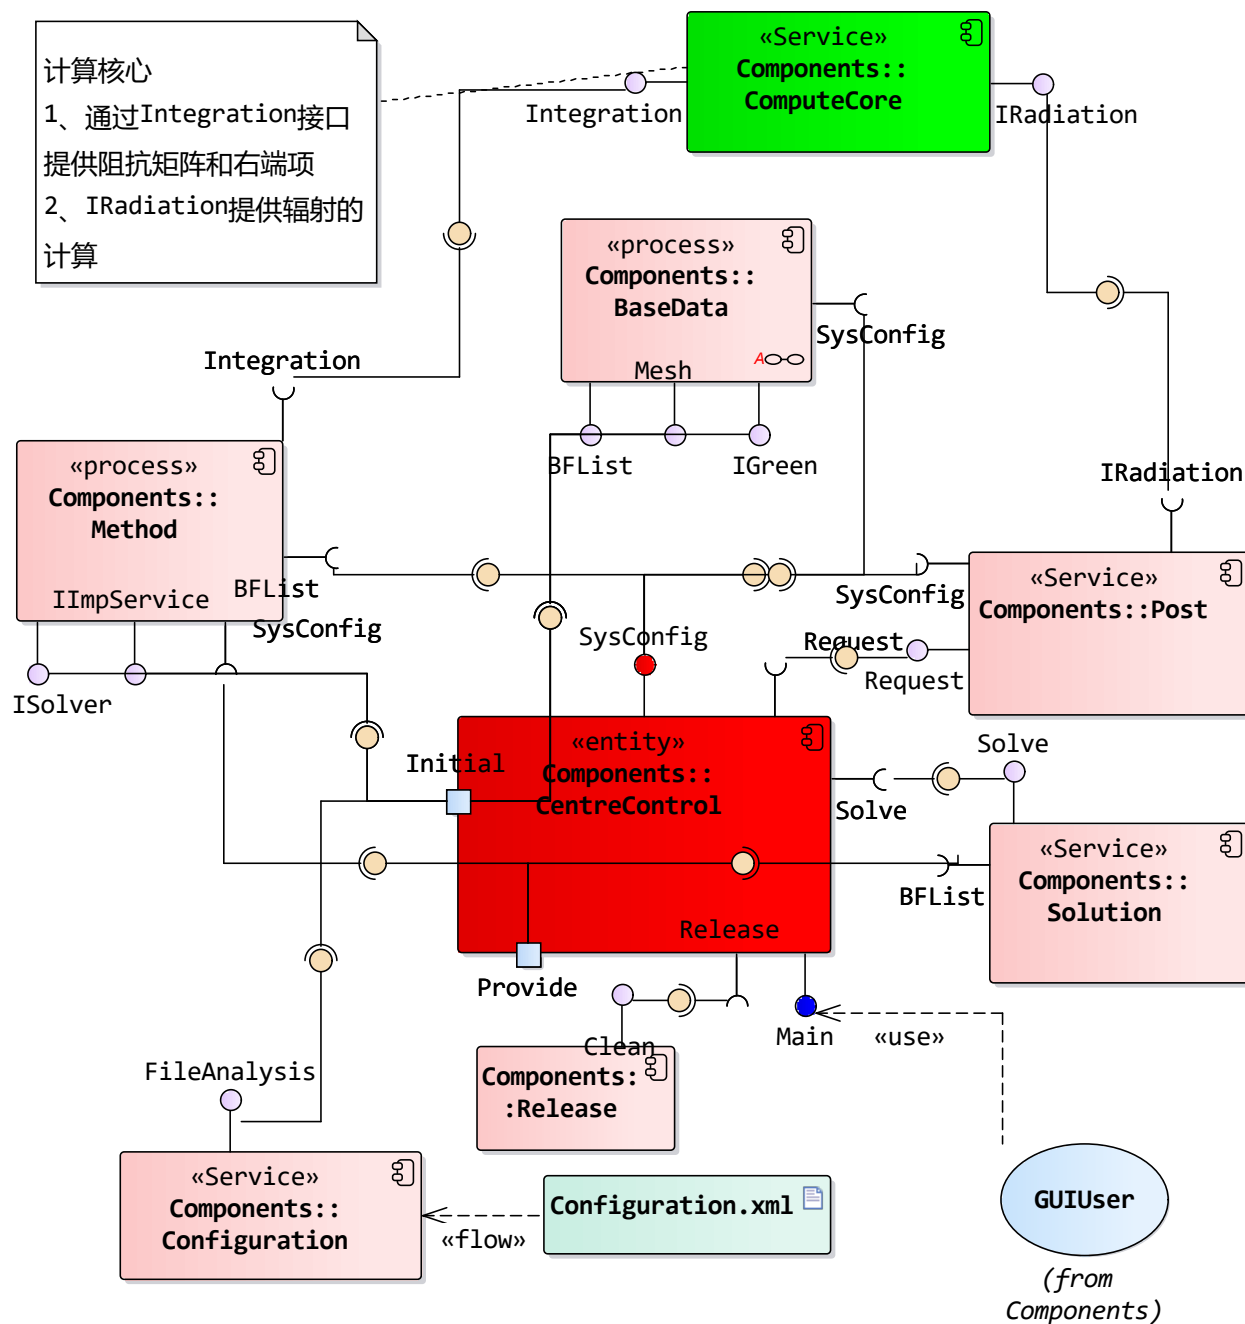 计算核心
1、通过Integration接口
提供阻抗矩阵和右端项
2、IRadiation提供辐射的
计算
«Service»
Components::
ComputeCore
Integration
IRadiation
«process»
Components::
BaseData
Mesh
A
SysConfig
BFList
IGreen
Integration
«process»
Components::
Method
IImpService
BFList
SysConfig
ISolver
IRadiation
SysConfig
«Service»
Components::Post
Request
Request
SysConfig
Initial
«entity»
Components::
CentreControl
Release
Provide
Solve
Solve
«Service»
Components::
Solution
BFList
Clean
Components:
:Release
Main
«use»
FileAnalysis
«Service»
Components::
Configuration
«flow»
Configuration.xml
GUIUser
(from
Components)